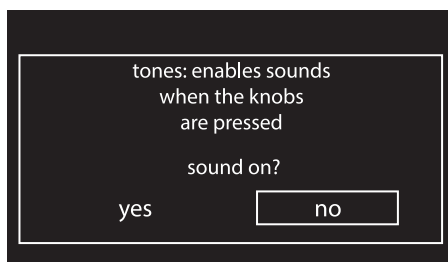 tones: enables sounds
when the knobs
are pressed
sound on?
yes no